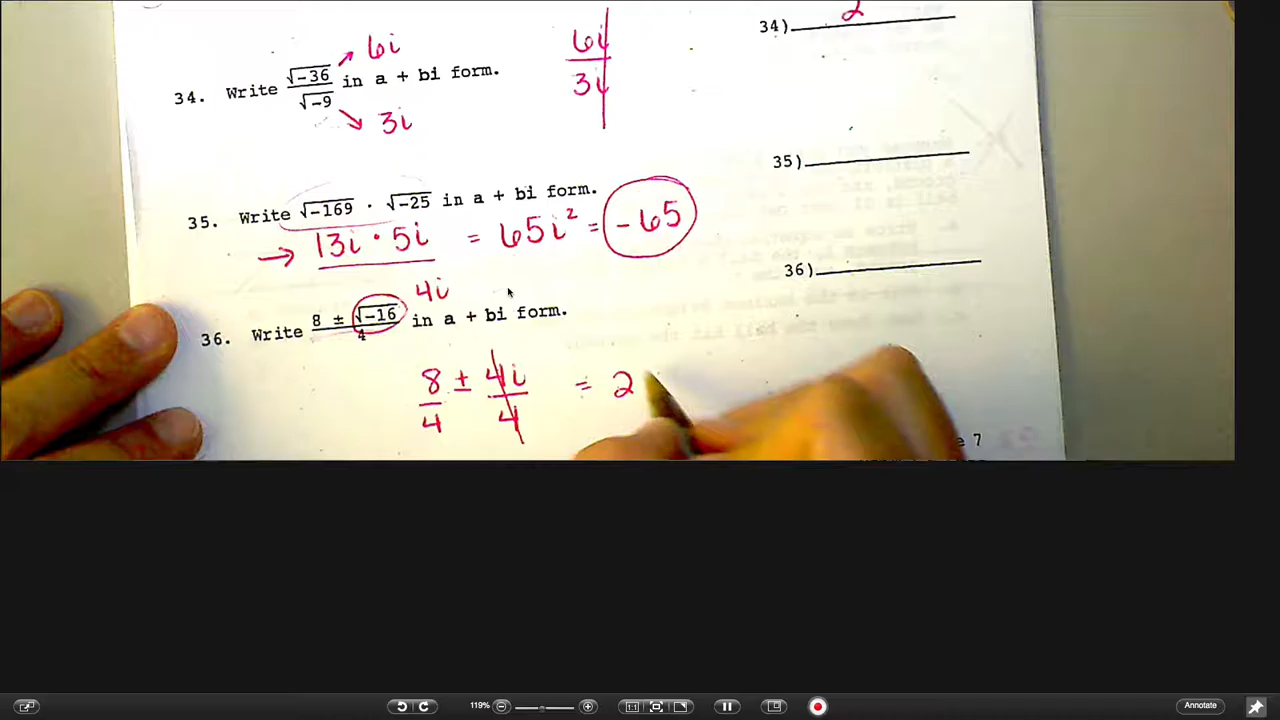 34. Write √-36 / √-9 in a + bi form.
6i
3i
6i / 3i
34) 2
35. Write √-169 · √-25 in a + bi form.
→ 13i · 5i = 65i² = -65
35)
36. Write 8 ± √-16 / 4 in a + bi form.
4i
8/4 ± 4i/4 = 2
36)
7
119%
1:1
Annotate